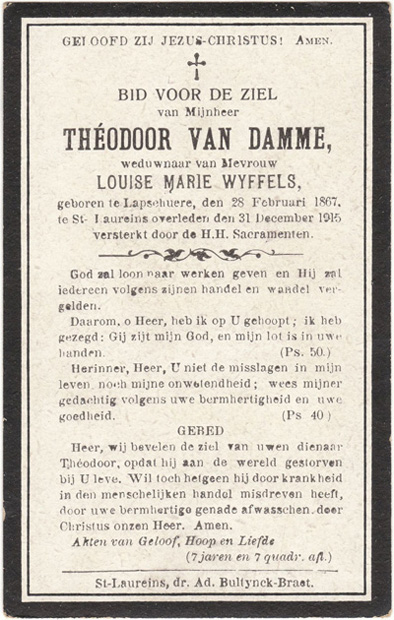 GELOOFD ZIJ JEZUS-CHRISTUS! AMEN.
BID VOOR DE ZIEL
van Mijnheer
THÉODOOR VAN DAMME,
weduwnaar van Mevrouw
LOUISE MARIE WYFFELS,
geboren te Lapscheure, den 28 Februari 1867.
te St-Laureins overleden den 31 December 1915
versterkt door de H.H. Sacramenten.
God zal loon naar werken geven en Hij zal
iedereen volgens zijnen handel en wandel ver-
gelden.
Daarom, o Heer, heb ik op U gehoopt; ik heb
gezegd: Gij zijt mijn God, en mijn lot is in uwe
handen. (Ps. 50.)
Herinner, Heer, U niet de misslagen in mijn
leven, noch mijne onwetendheid; wees mijner
gedachtig volgens uwe bermhertigheid en uwe
goedheid. (Ps 40)
GEBED
Heer, wij bevelen de ziel van uwen dienaar
Théodoor, opdat hij aan de wereld gestorven
bij U leve. Wil toch hetgeen hij door krankheid
in den menschelijken handel misdreven heeft,
door uwe bermhertige genade afwasschen, door
Christus onzen Heer. Amen.
Akten van Geloof, Hoop en Liefde
(7 jaren en 7 quadr. afl.)
St-Laureins, dr. Ad. Bultynck-Braet.